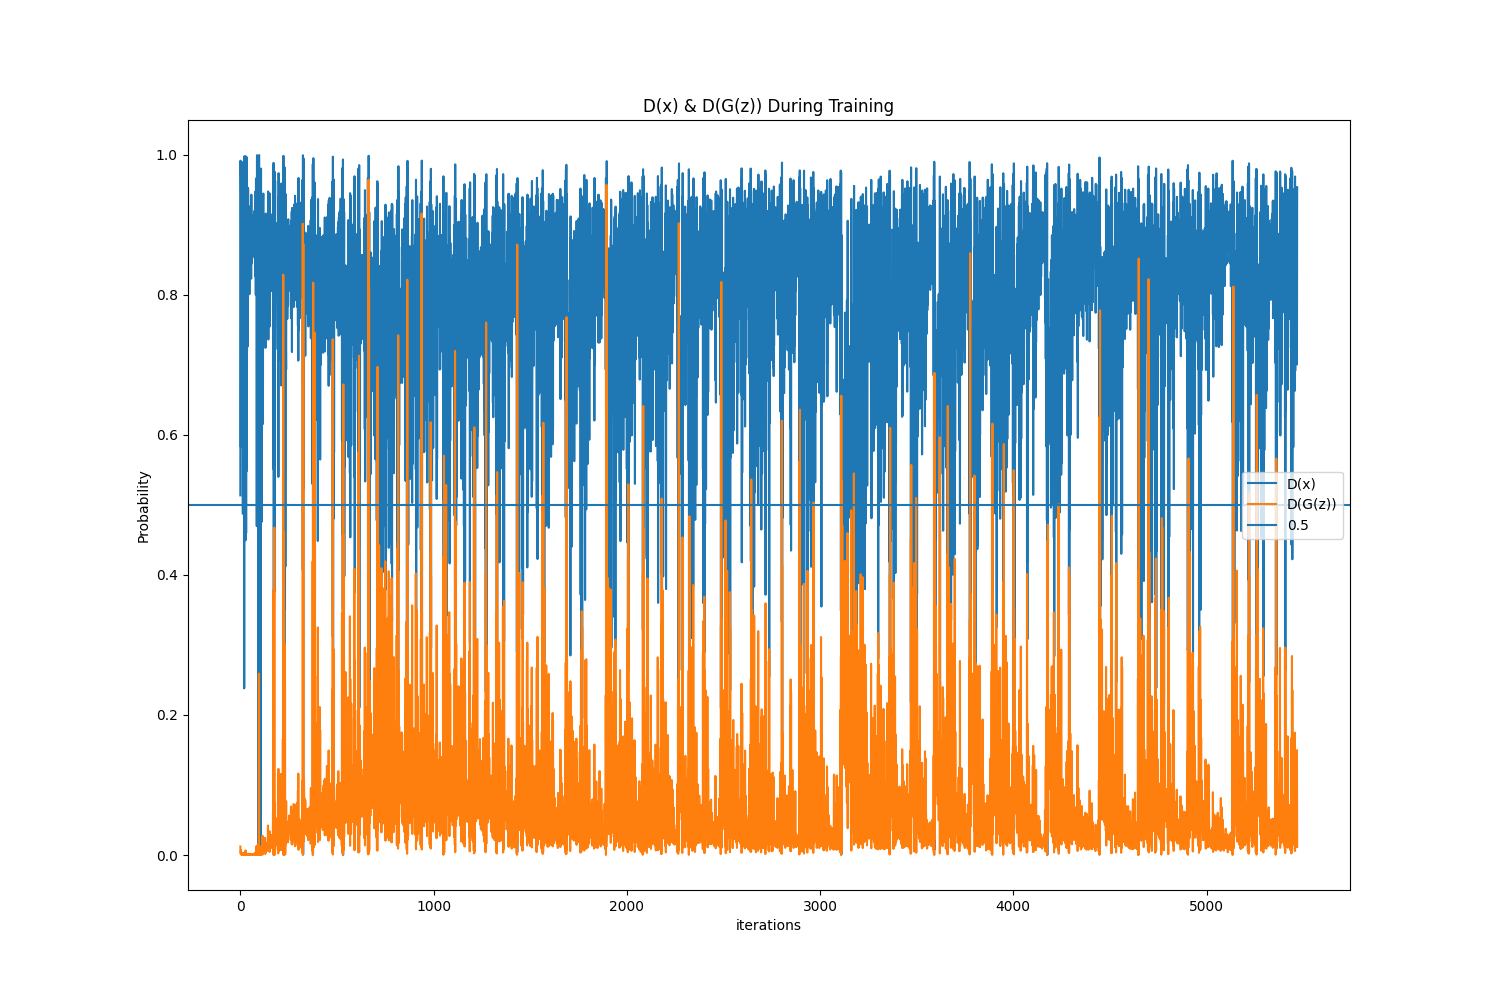 D(x) & D(G(z)) During Training
1.0
0.8
0.6
0.4
0.2
0.0
Probability
D(x)
D(G(z))
0.5
0 1000 2000 3000 4000 5000
iterations